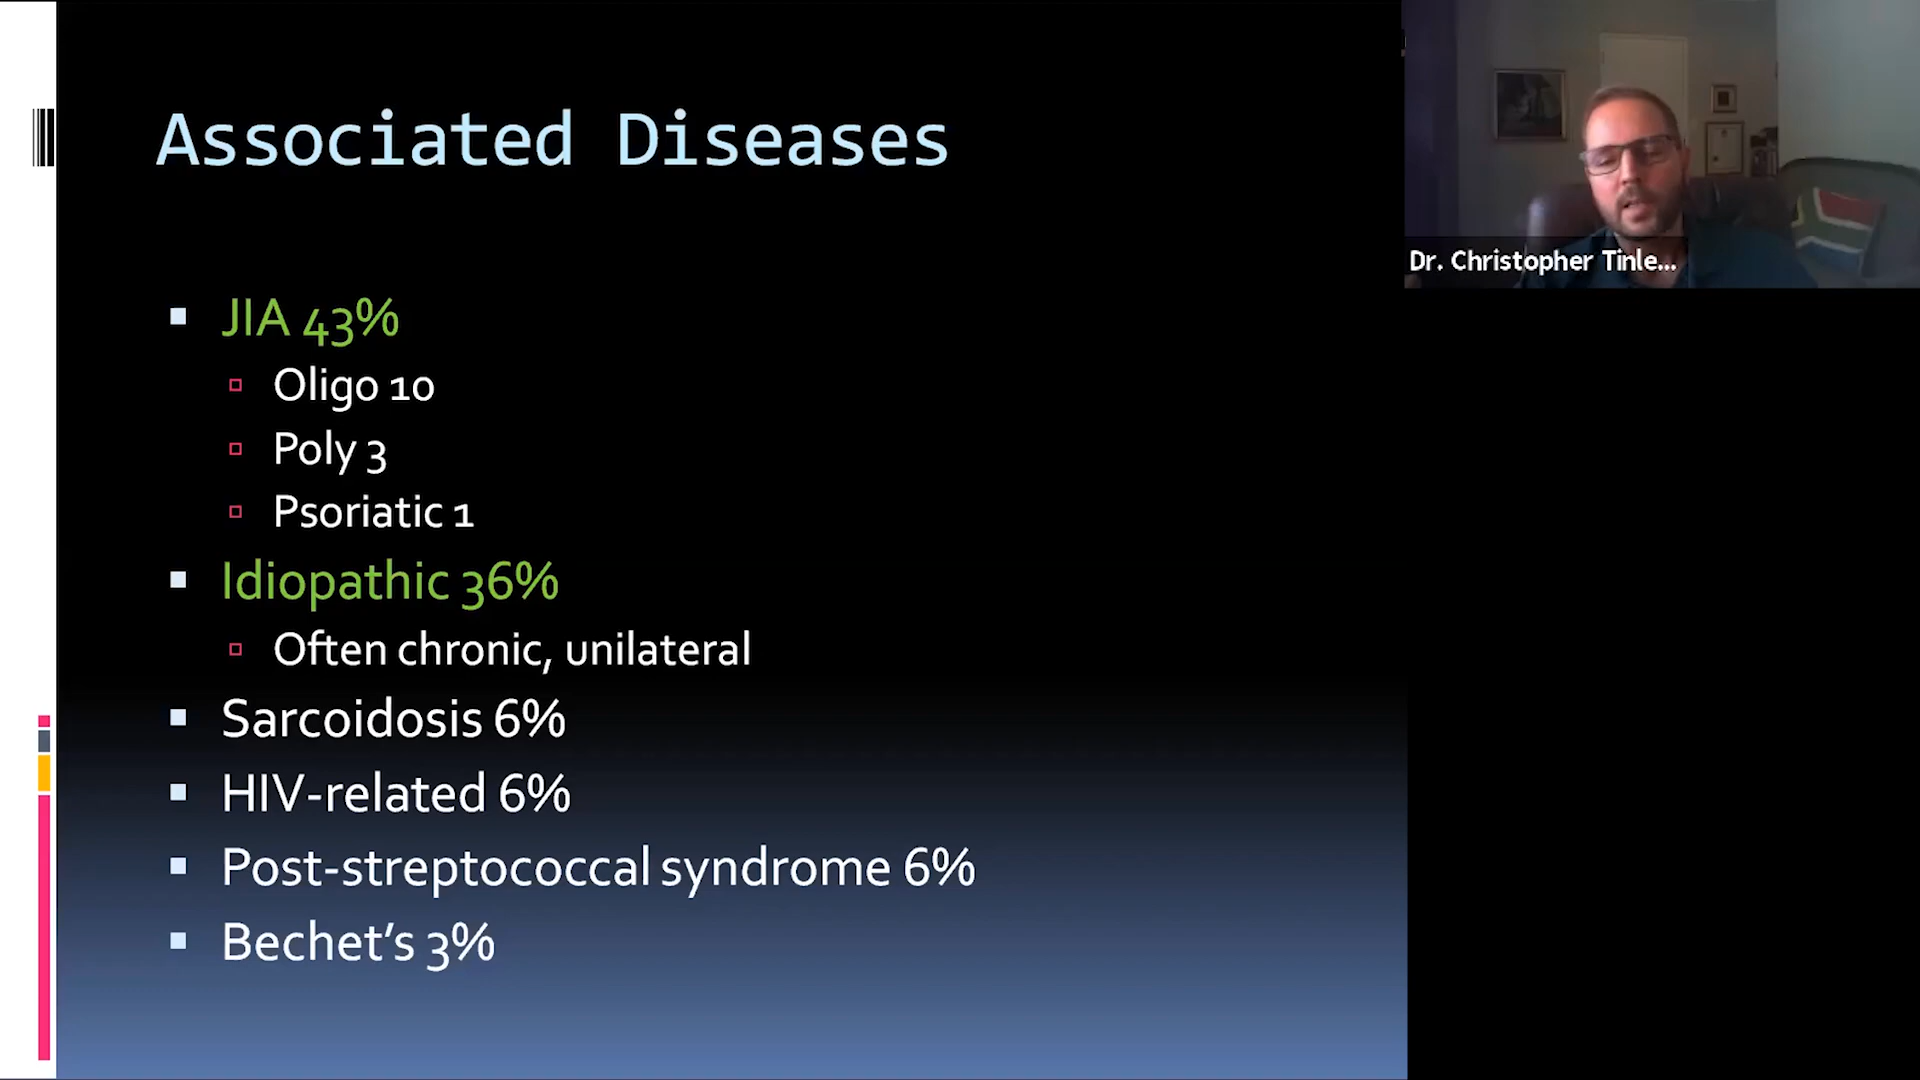 Associated Diseases
Dr. Christopher Tinle...
JIA 43%
Oligo 10
Poly 3
Psoriatic 1
Idiopathic 36%
Often chronic, unilateral
Sarcoidosis 6%
HIV-related 6%
Post-streptococcal syndrome 6%
Bechet’s 3%